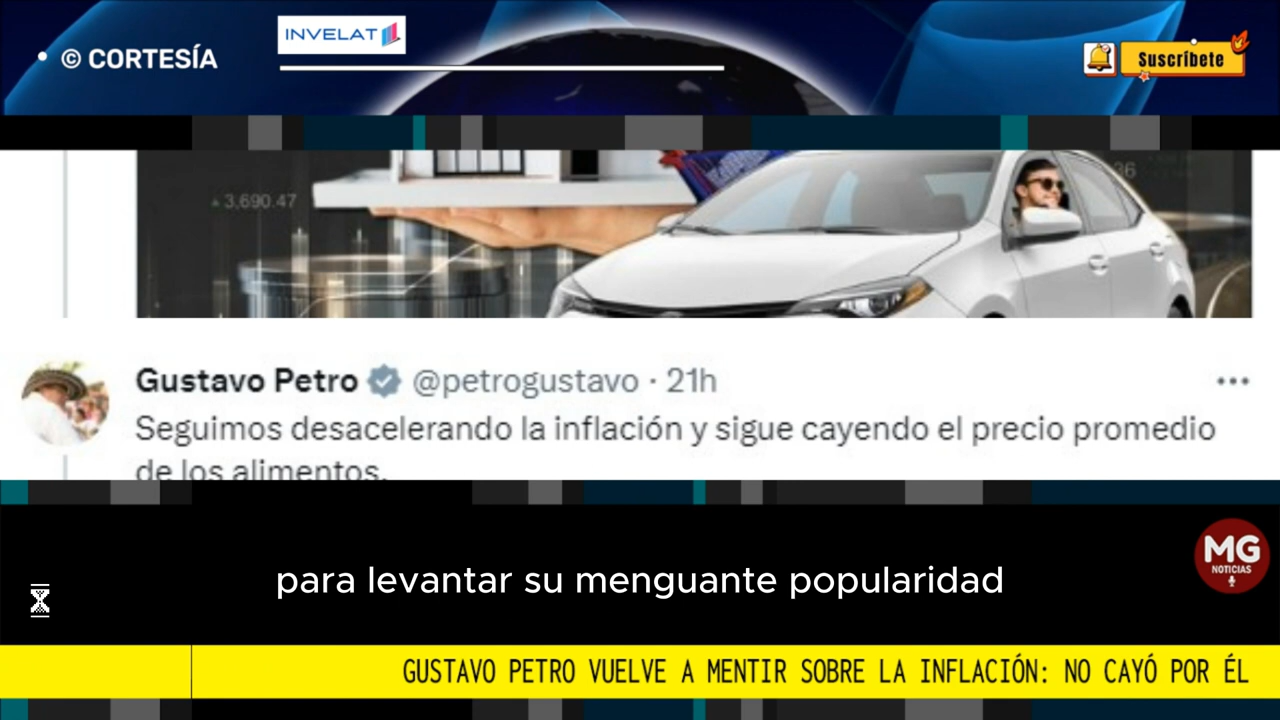 © CORTESÍA
INVELAT
Suscríbete
3,690.47
36
Gustavo Petro @petrogustavo · 21h
Seguimos desacelerando la inflación y sigue cayendo el precio promedio
de los alimentos.
MG
NOTICIAS
para levantar su menguante popularidad
GUSTAVO PETRO VUELVE A MENTIR SOBRE LA INFLACIÓN: NO CAYÓ POR ÉL